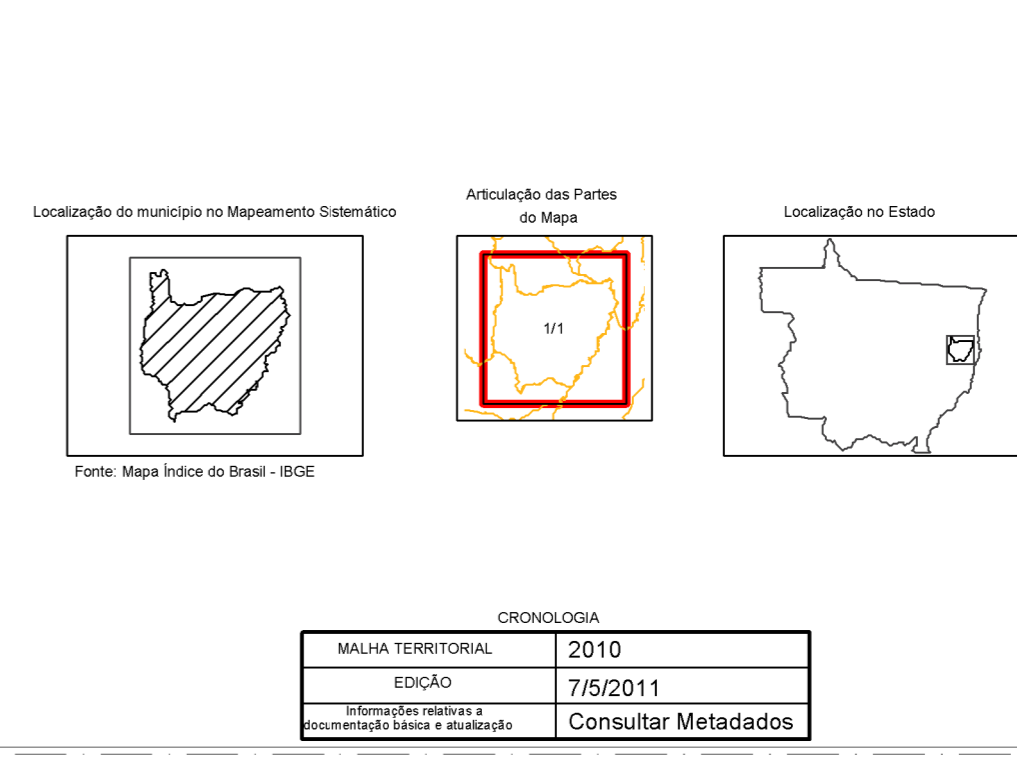 Localização do município no Mapeamento Sistemático
Articulação das Partes
do Mapa
Localização no Estado
1/1
Fonte: Mapa Índice do Brasil - IBGE
CRONOLOGIA
MALHA TERRITORIAL
2010
EDIÇÃO
7/5/2011
Informações relativas a
documentação básica e atualização
Consultar Metadados